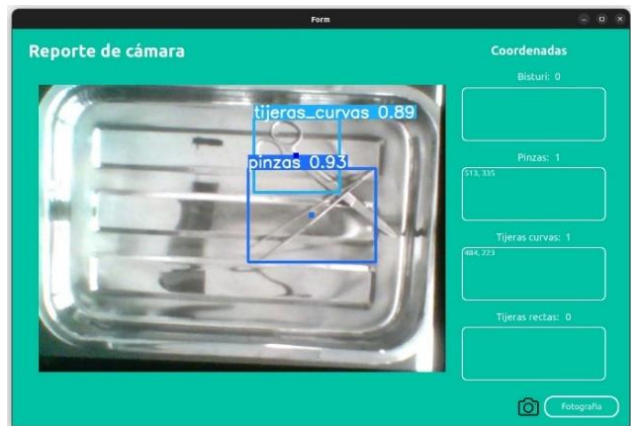 Form
Reporte de cámara
Coordenadas
Bisturí: 0
tijeras_curvas 0.89
pinzas 0.93
Pinzas: 1
513, 335
Tijeras curvas: 1
484, 223
Tijeras rectas: 0
Fotografía